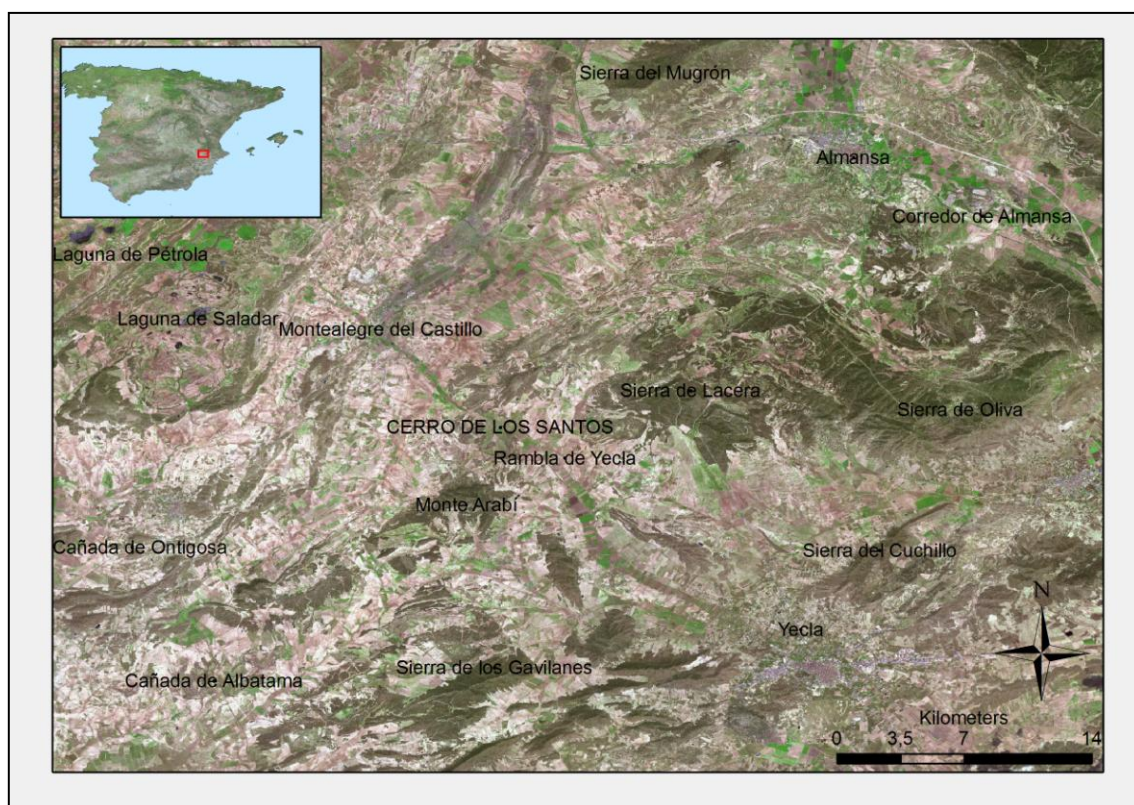 Sierra del Mugrón
Almansa
Corredor de Almansa
Laguna de Pétrola
Laguna de Saladar
Montealegre del Castillo
Sierra de Lacera
Sierra de Oliva
CERRO DE LOS SANTOS
Rambla de Yecla
Monte Arabí
Cañada de Ontigosa
Sierra del Cuchillo
N
Yecla
Sierra de los Gavilanes
Cañada de Albatama
Kilometers
0 3,5 7 14